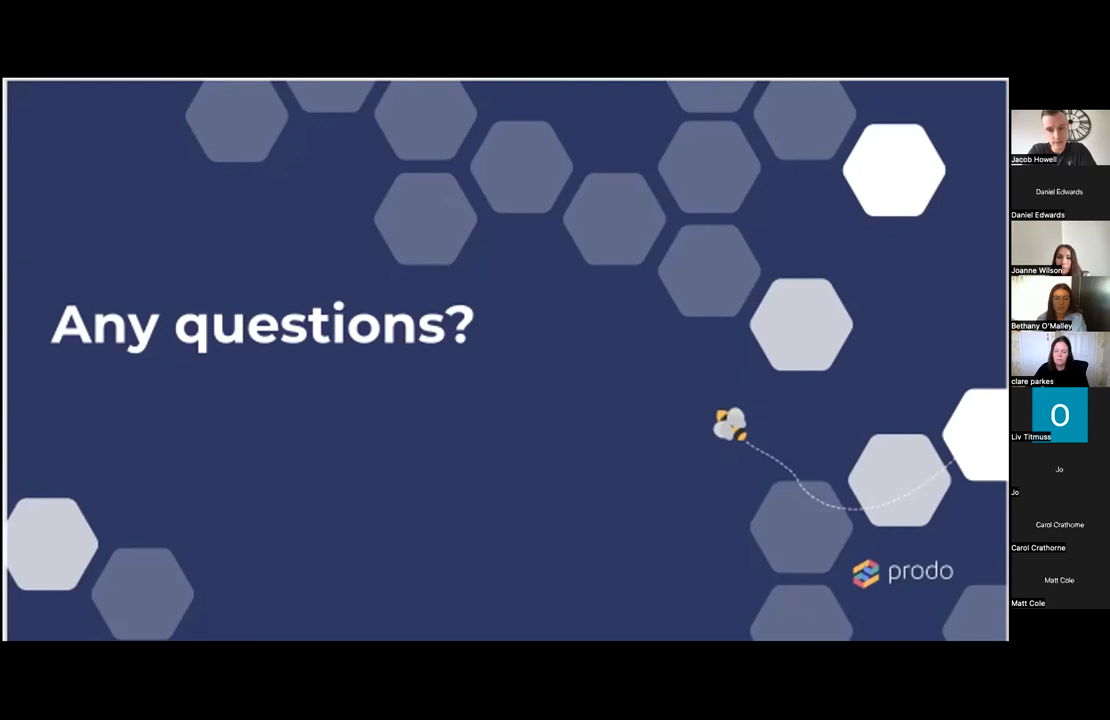 Any questions?
prodo
Jacob Howell
Daniel Edwards
Daniel Edwards
Joanne Wilson
Bethany O'Malley
clare parkes
O
Liv Titmuss
Jo
Jo
Carol Crathorne
Carol Crathorne
Matt Cole
Matt Cole